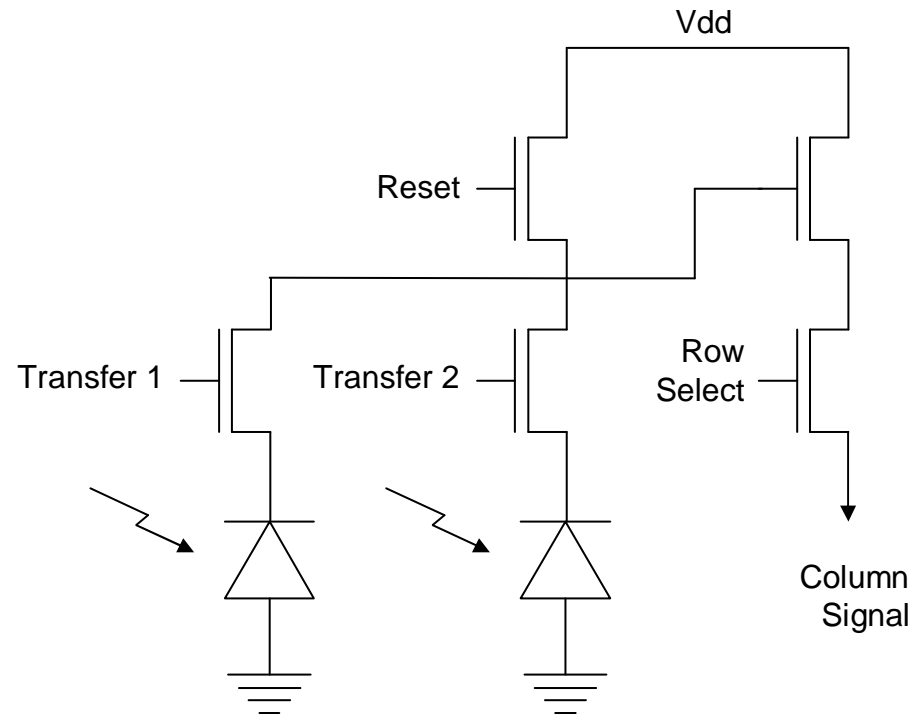 Vdd
Reset
Transfer 1
Transfer 2
Row
Select
Column
Signal